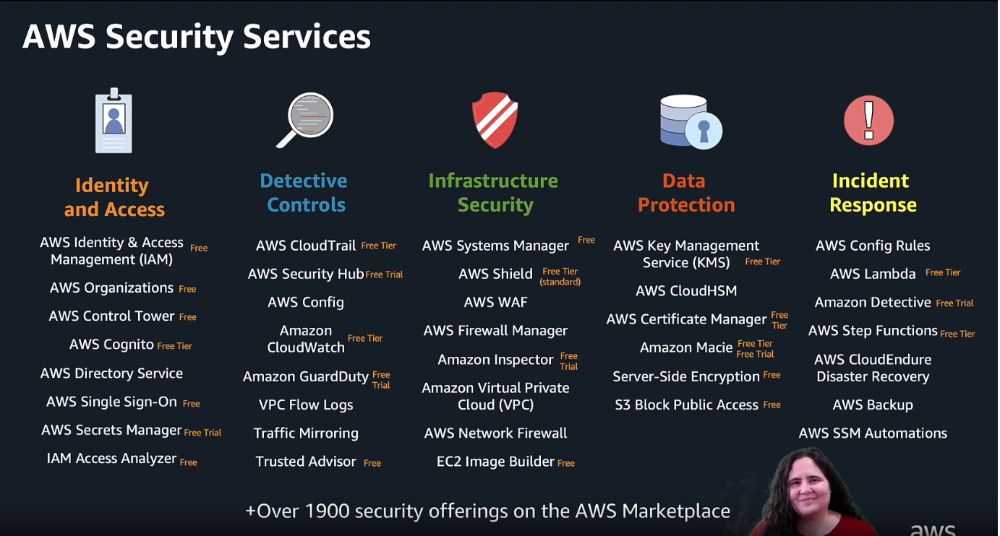 AWS Security Services
Identity
and Access
AWS Identity & Access
Management (IAM)
Free
AWS Organizations Free
AWS Control Tower Free
AWS Cognito Free Tier
AWS Directory Service
AWS Single Sign-On Free
AWS Secrets Manager Free Trial
IAM Access Analyzer Free
Detective
Controls
AWS CloudTrail Free Tier
AWS Security Hub Free Trial
AWS Config
Amazon
CloudWatch
Free Tier
Amazon GuardDuty Free
Trial
VPC Flow Logs
Traffic Mirroring
Trusted Advisor Free
Infrastructure
Security
AWS Systems Manager Free
AWS Shield Free Tier
(standard)
AWS WAF
AWS Firewall Manager
Amazon Inspector Free
Trial
Amazon Virtual Private
Cloud (VPC)
AWS Network Firewall
EC2 Image Builder Free
Data
Protection
AWS Key Management
Service (KMS) Free Tier
AWS CloudHSM
AWS Certificate Manager Free
Tier
Amazon Macie Free Tier
Free Trial
Server-Side Encryption Free
S3 Block Public Access Free
Incident
Response
AWS Config Rules
AWS Lambda Free Tier
Amazon Detective Free Trial
AWS Step Functions Free Tier
AWS CloudEndure
Disaster Recovery
AWS Backup
AWS SSM Automations
+Over 1900 security offerings on the AWS Marketplace
aws